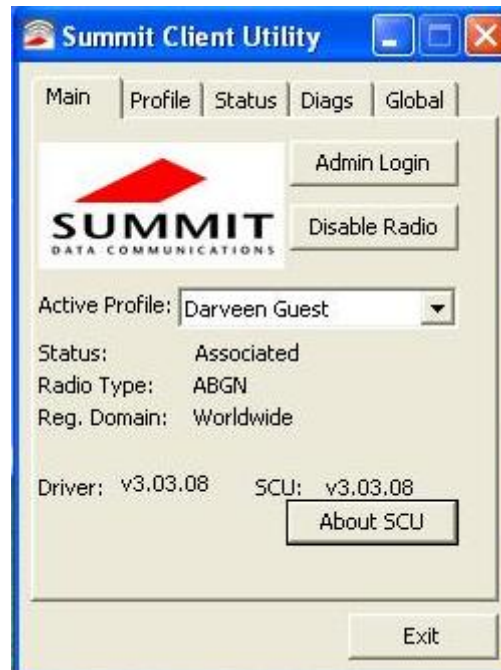 Summit Client Utility
Main Profile Status Diags Global
Admin Login
SUMMIT
DATA COMMUNICATIONS
Disable Radio
Active Profile: Darveen Guest
Status: Associated
Radio Type: ABGN
Reg. Domain: Worldwide
Driver: v3.03.08 SCU: v3.03.08
About SCU
Exit